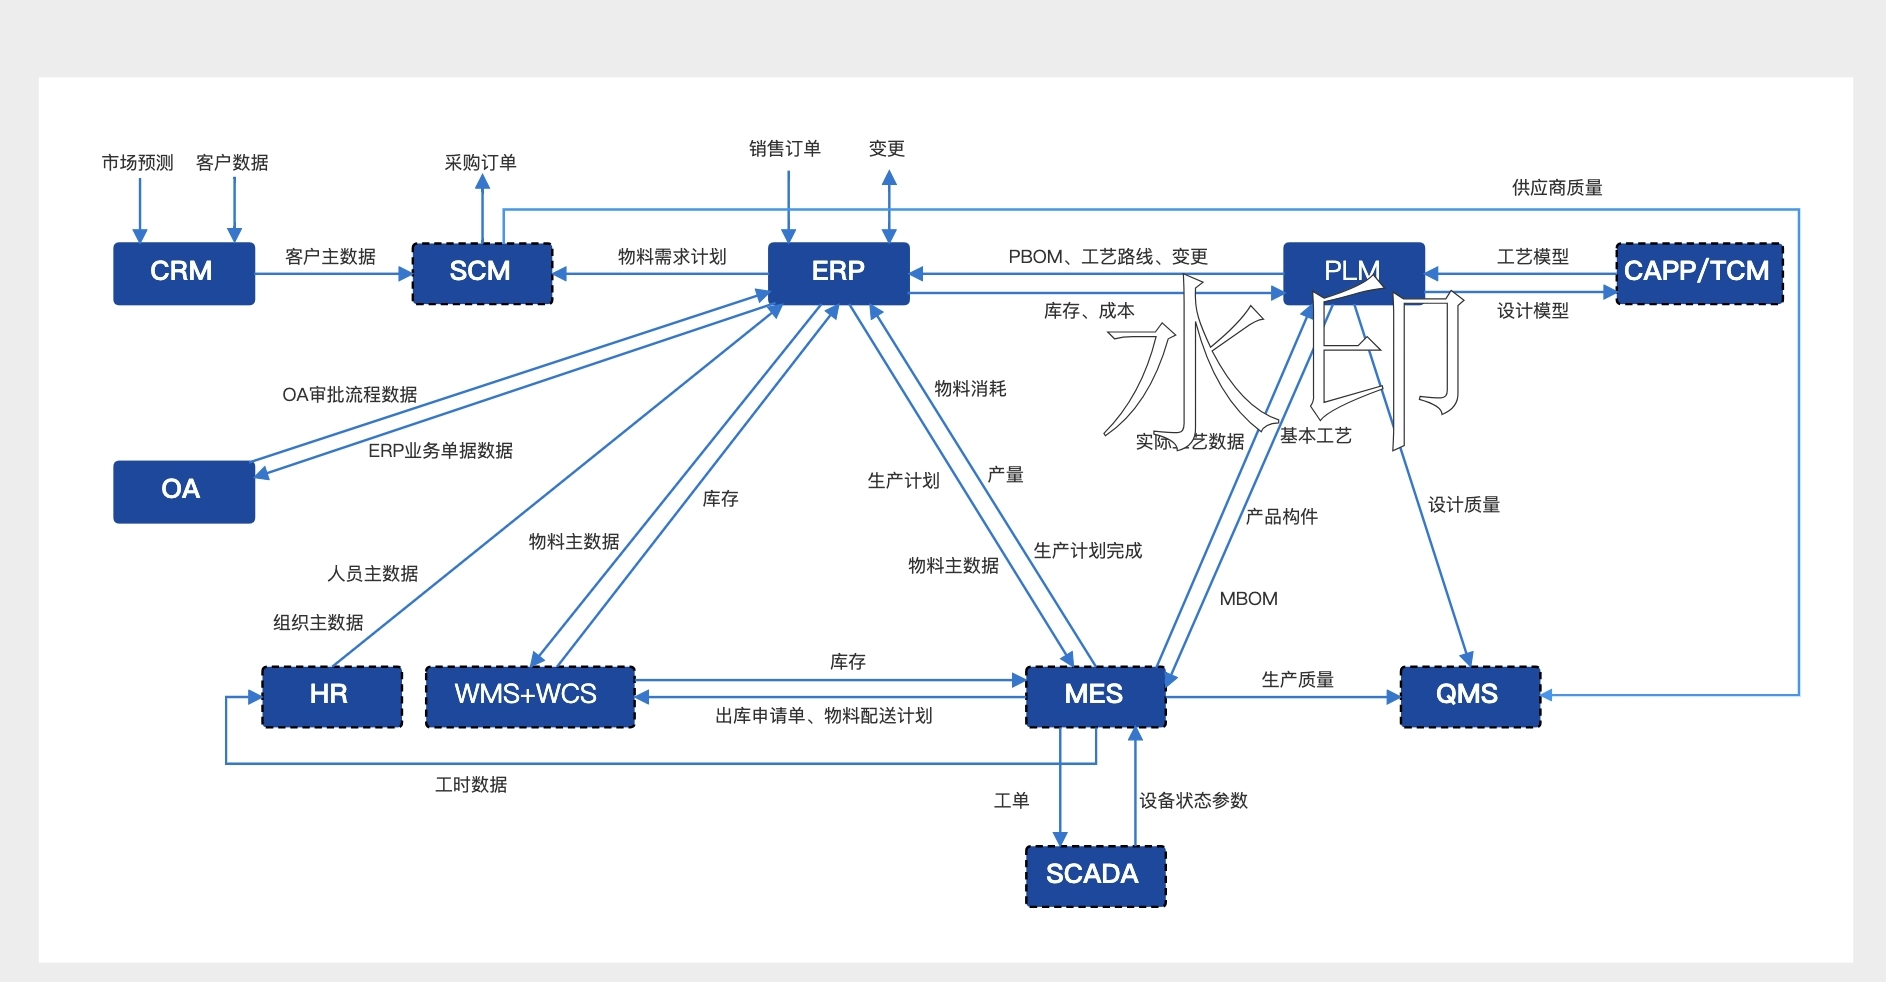 销售订单
变更
市场预测
客户数据
采购订单
供应商质量
客户主数据
物料需求计划
PBOM、工艺路线、变更
工艺模型
CRM
SCM
ERP
PLM
CAPP/TCM
库存、成本
设计模型
水印
OA审批流程数据
物料消耗
实际工艺数据
基本工艺
ERP业务单据数据
产量
生产计划
OA
库存
设计质量
产品构件
物料主数据
生产计划完成
物料主数据
人员主数据
MBOM
组织主数据
库存
生产质量
HR
WMS+WCS
MES
QMS
出库申请单、物料配送计划
工时数据
工单
设备状态参数
SCADA